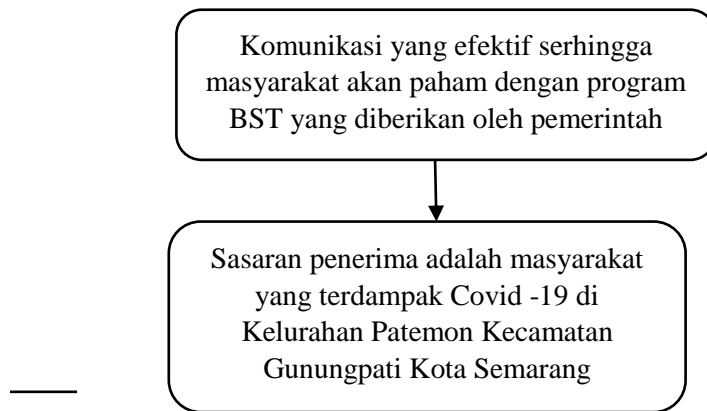 Komunikasi yang efektif serhingga
masyarakat akan paham dengan program
BST yang diberikan oleh pemerintah
Sasaran penerima adalah masyarakat
yang terdampak Covid -19 di
Kelurahan Patemon Kecamatan
Gunungpati Kota Semarang